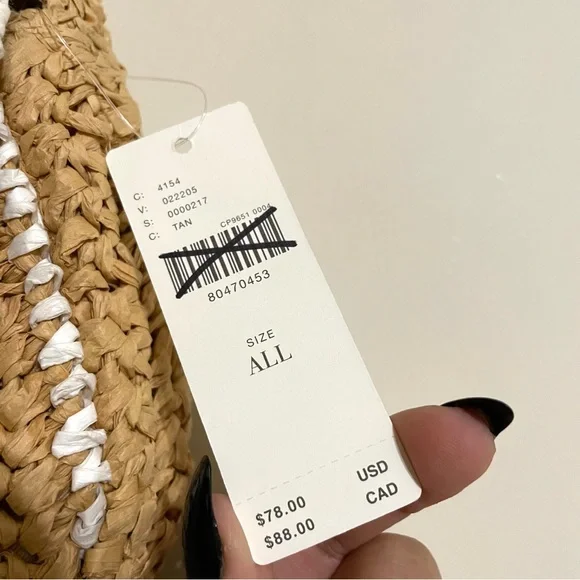 C: 4154
V: 022205
S: 0000217
C: TAN
CP9651 0004
80470453
SIZE
ALL
$78.00 USD
$88.00 CAD